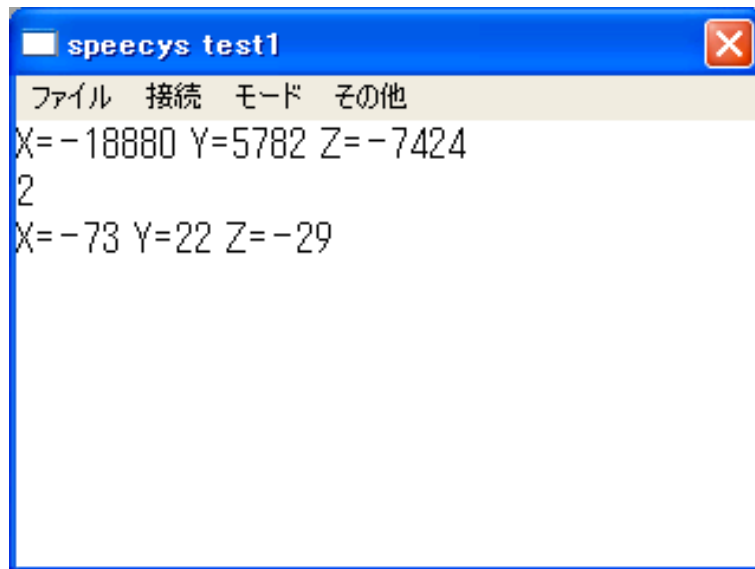 speecys test1
ファイル 接続 モード その他
X=-18880 Y=5782 Z=-7424
2
X=-73 Y=22 Z=-29